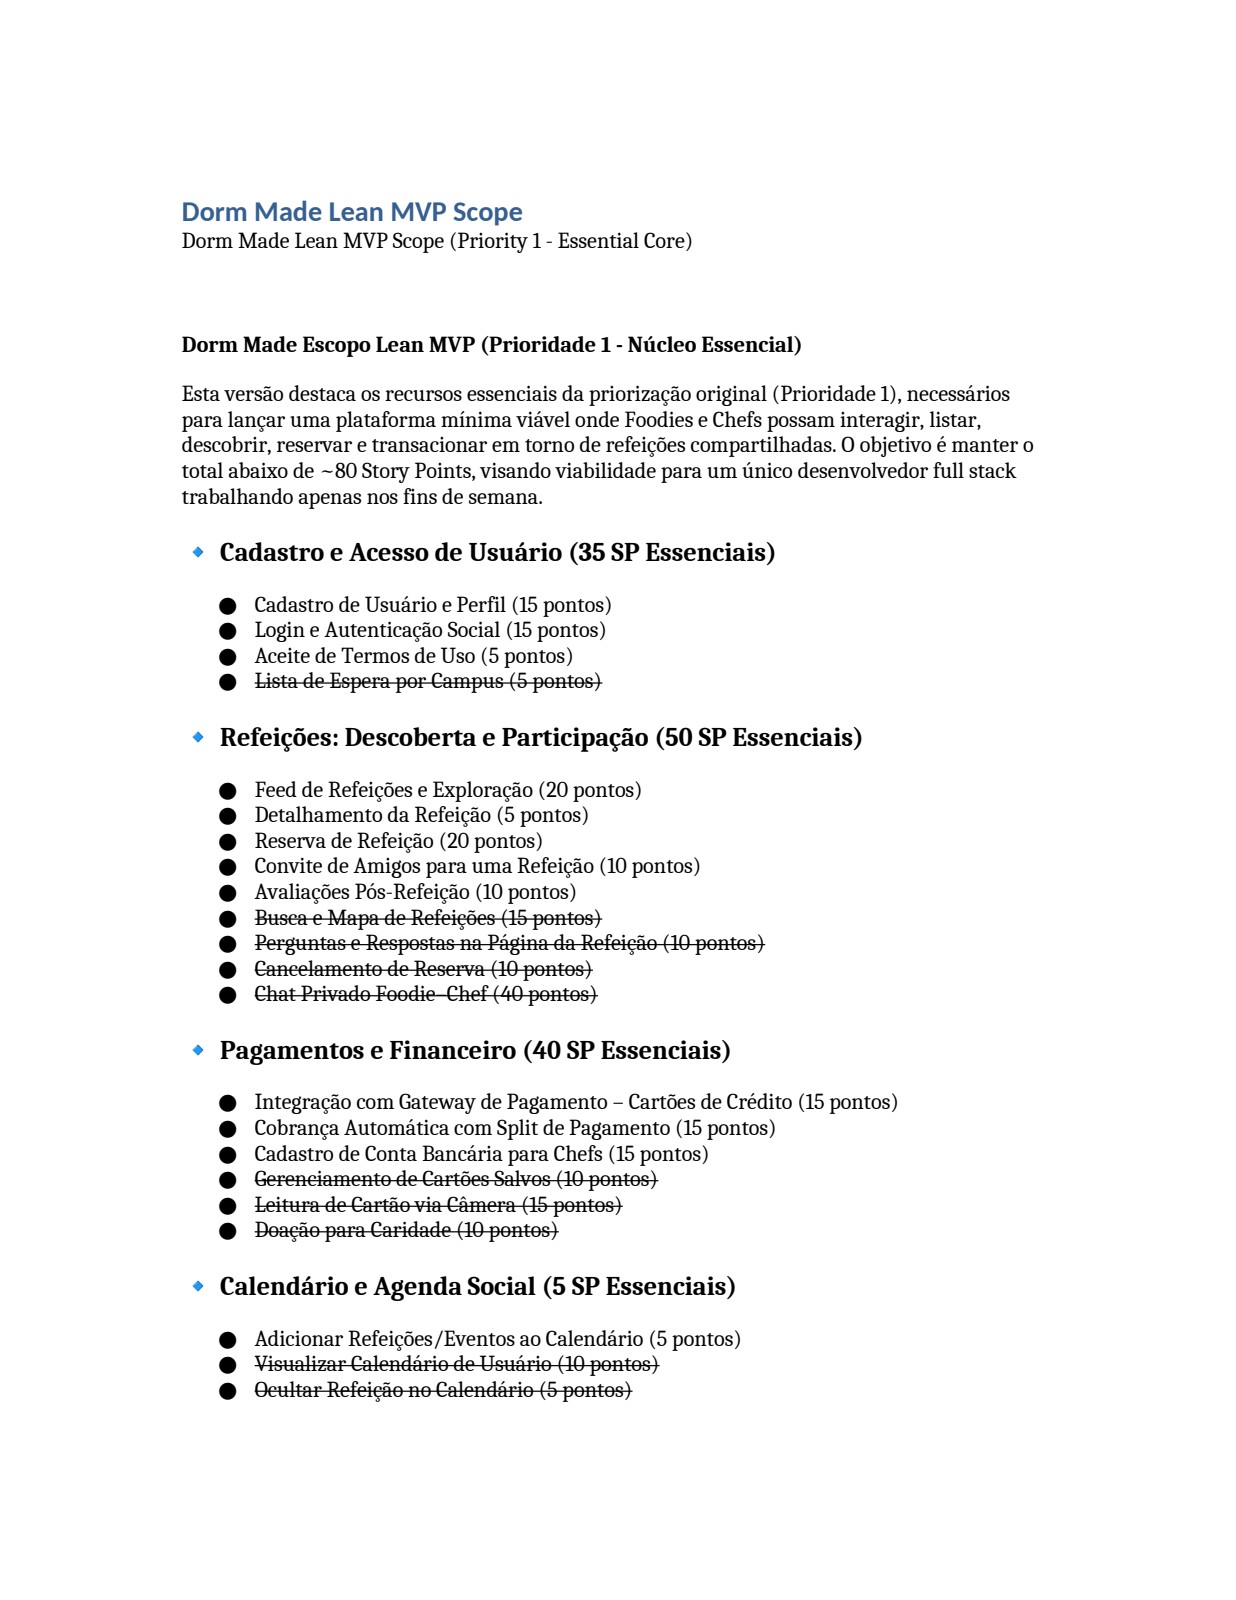 Dorm Made Lean MVP Scope
Dorm Made Lean MVP Scope (Priority 1 - Essential Core)
Dorm Made Escopo Lean MVP (Prioridade 1 - Núcleo Essencial)
Esta versão destaca os recursos essenciais da priorização original (Prioridade 1), necessários
para lançar uma plataforma mínima viável onde Foodies e Chefs possam interagir, listar,
descobrir, reservar e transacionar em torno de refeições compartilhadas. O objetivo é manter o
total abaixo de ~80 Story Points, visando viabilidade para um único desenvolvedor full stack
trabalhando apenas nos fins de semana.
🔹 Cadastro e Acesso de Usuário (35 SP Essenciais)
● Cadastro de Usuário e Perfil (15 pontos)
● Login e Autenticação Social (15 pontos)
● Aceite de Termos de Uso (5 pontos)
● Lista de Espera por Campus (5 pontos)
🔹 Refeições: Descoberta e Participação (50 SP Essenciais)
● Feed de Refeições e Exploração (20 pontos)
● Detalhamento da Refeição (5 pontos)
● Reserva de Refeição (20 pontos)
● Convite de Amigos para uma Refeição (10 pontos)
● Avaliações Pós-Refeição (10 pontos)
● Busca e Mapa de Refeições (15 pontos)
● Perguntas e Respostas na Página da Refeição (10 pontos)
● Cancelamento de Reserva (10 pontos)
● Chat Privado Foodie–Chef (40 pontos)
🔹 Pagamentos e Financeiro (40 SP Essenciais)
● Integração com Gateway de Pagamento – Cartões de Crédito (15 pontos)
● Cobrança Automática com Split de Pagamento (15 pontos)
● Cadastro de Conta Bancária para Chefs (15 pontos)
● Gerenciamento de Cartões Salvos (10 pontos)
● Leitura de Cartão via Câmera (15 pontos)
● Doação para Caridade (10 pontos)
🔹 Calendário e Agenda Social (5 SP Essenciais)
● Adicionar Refeições/Eventos ao Calendário (5 pontos)
● Visualizar Calendário de Usuário (10 pontos)
● Ocultar Refeição no Calendário (5 pontos)